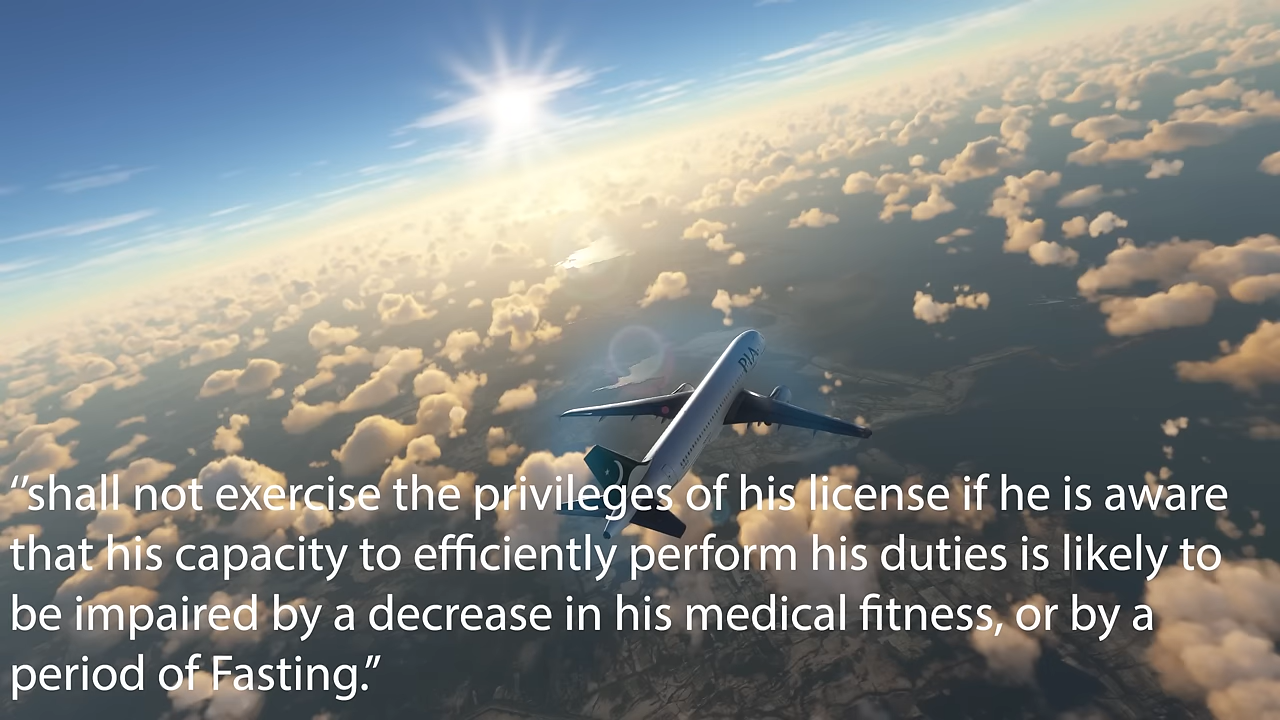 PIA
“shall not exercise the privileges of his license if he is aware
that his capacity to efficiently perform his duties is likely to
be impaired by a decrease in his medical fitness, or by a
period of Fasting.”